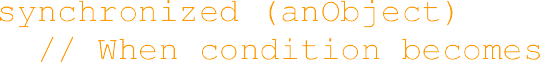 synchronized (anObject)
// When condition becomes